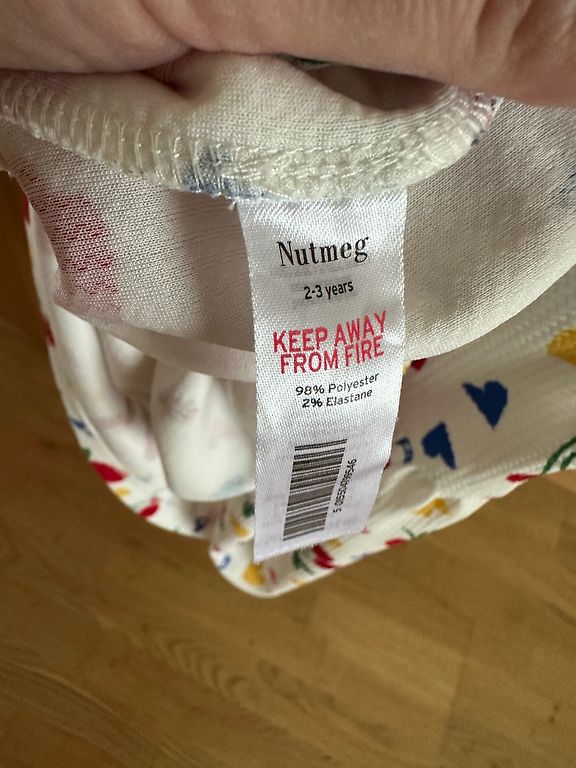 Nutmeg
2-3 years
KEEP AWAY
FROM FIRE
98% Polyester
2% Elastane